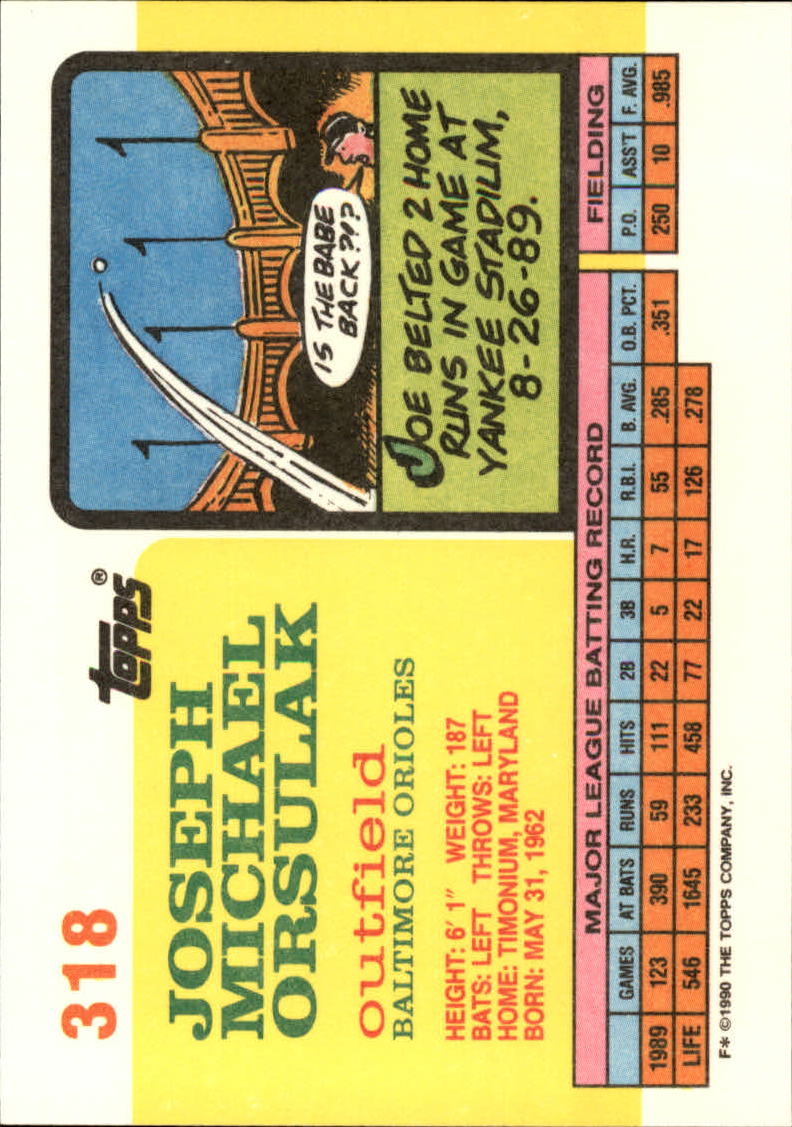 318
topps®
JOSEPH
MICHAEL
ORSULAK
outfield
BALTIMORE ORIOLES
HEIGHT: 6' 1" WEIGHT: 187
BATS: LEFT THROWS: LEFT
HOME: TIMONIUM, MARYLAND
BORN: MAY 31, 1962
IS THE BABE
BACK?!?
JOE BELTED 2 HOME
RUNS IN GAME AT
YANKEE STADIUM,
8-26-89.
MAJOR LEAGUE BATTING RECORD FIELDING
GAMES AT BATS RUNS HITS 2B 3B H.R. R.B.I. B. AVG. O.B. PCT. P.O. ASS'T F. AVG.
1989 123 390 59 111 22 5 7 55 .285 .351 250 10 .985
LIFE 546 1645 233 458 77 22 17 126 .278
F* ©1990 THE TOPPS COMPANY, INC.